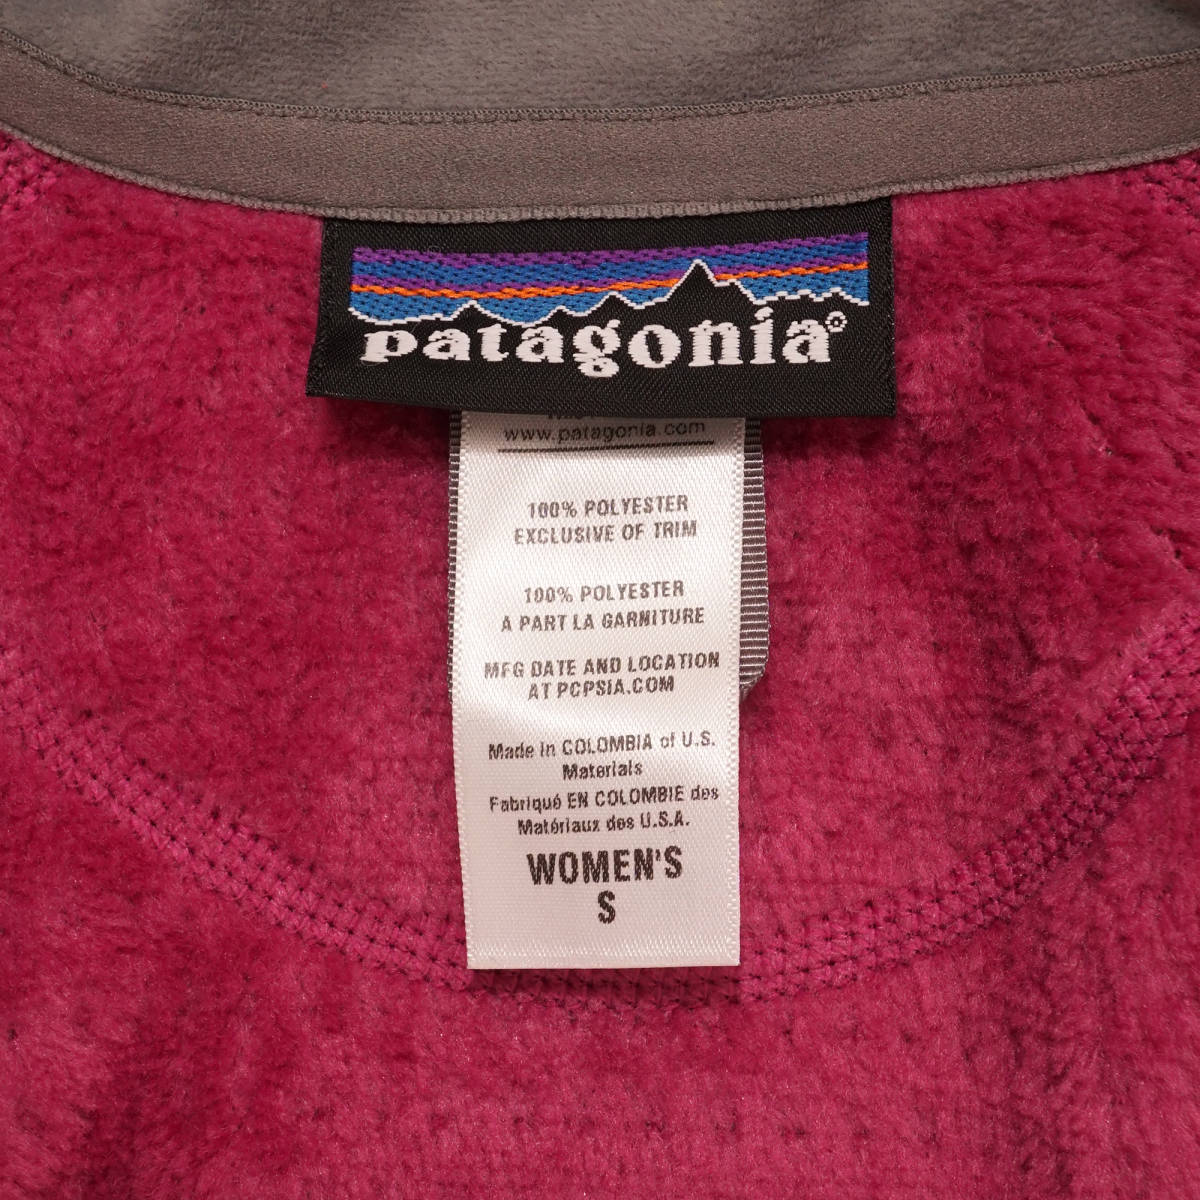 patagonia®
www.patagonia.com
100% POLYESTER
EXCLUSIVE OF TRIM
100% POLYESTER
A PART LA GARNITURE
MFG DATE AND LOCATION
AT PCPSIA.COM
Made in COLOMBIA of U.S.
Materials
Fabriqué EN COLOMBIE des
Matériaux des U.S.A.
WOMEN'S
S